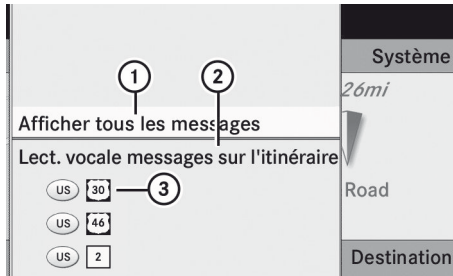 1
2
Système
26mi
Afficher tous les messages
Lect. vocale messages sur l'itinéraire
US 30 3
Road
US 46
US 2
Destination